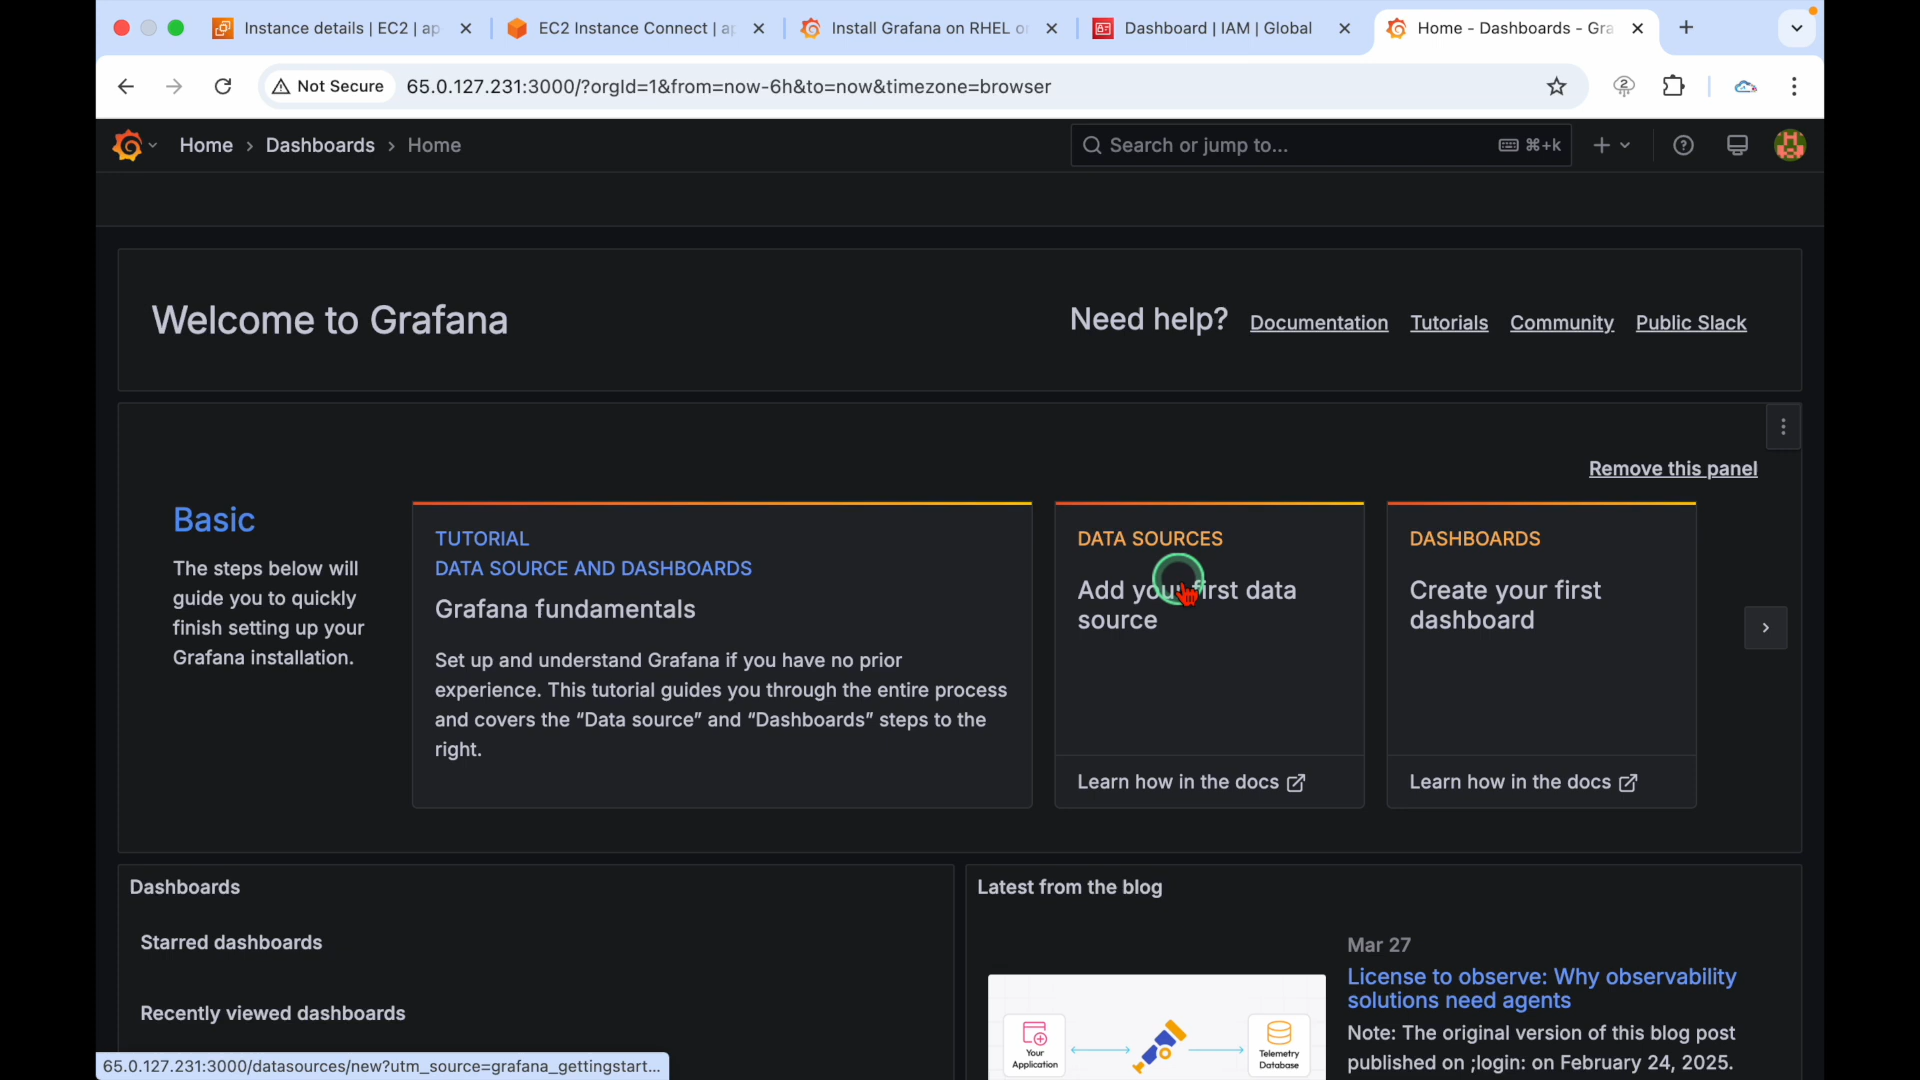 Instance details | EC2 | ap
EC2 Instance Connect | ap
Install Grafana on RHEL or
Dashboard | IAM | Global
Home - Dashboards - Gra
Not Secure
65.0.127.231:3000/?orgId=1&from=now-6h&to=now&timezone=browser
2
Home › Dashboards › Home
Search or jump to...
⌘+k
Welcome to Grafana
Need help?
Documentation
Tutorials
Community
Public Slack
Remove this panel
Basic
The steps below will
guide you to quickly
finish setting up your
Grafana installation.
TUTORIAL
DATA SOURCE AND DASHBOARDS
Grafana fundamentals
Set up and understand Grafana if you have no prior
experience. This tutorial guides you through the entire process
and covers the “Data source” and “Dashboards” steps to the
right.
DATA SOURCES
Add your first data
source
Learn how in the docs
DASHBOARDS
Create your first
dashboard
Learn how in the docs
Dashboards
Starred dashboards
Recently viewed dashboards
Latest from the blog
Your
Application
Telemetry
Database
Mar 27
License to observe: Why observability
solutions need agents
Note: The original version of this blog post
published on ;login: on February 24, 2025.
65.0.127.231:3000/datasources/new?utm_source=grafana_gettingstart...